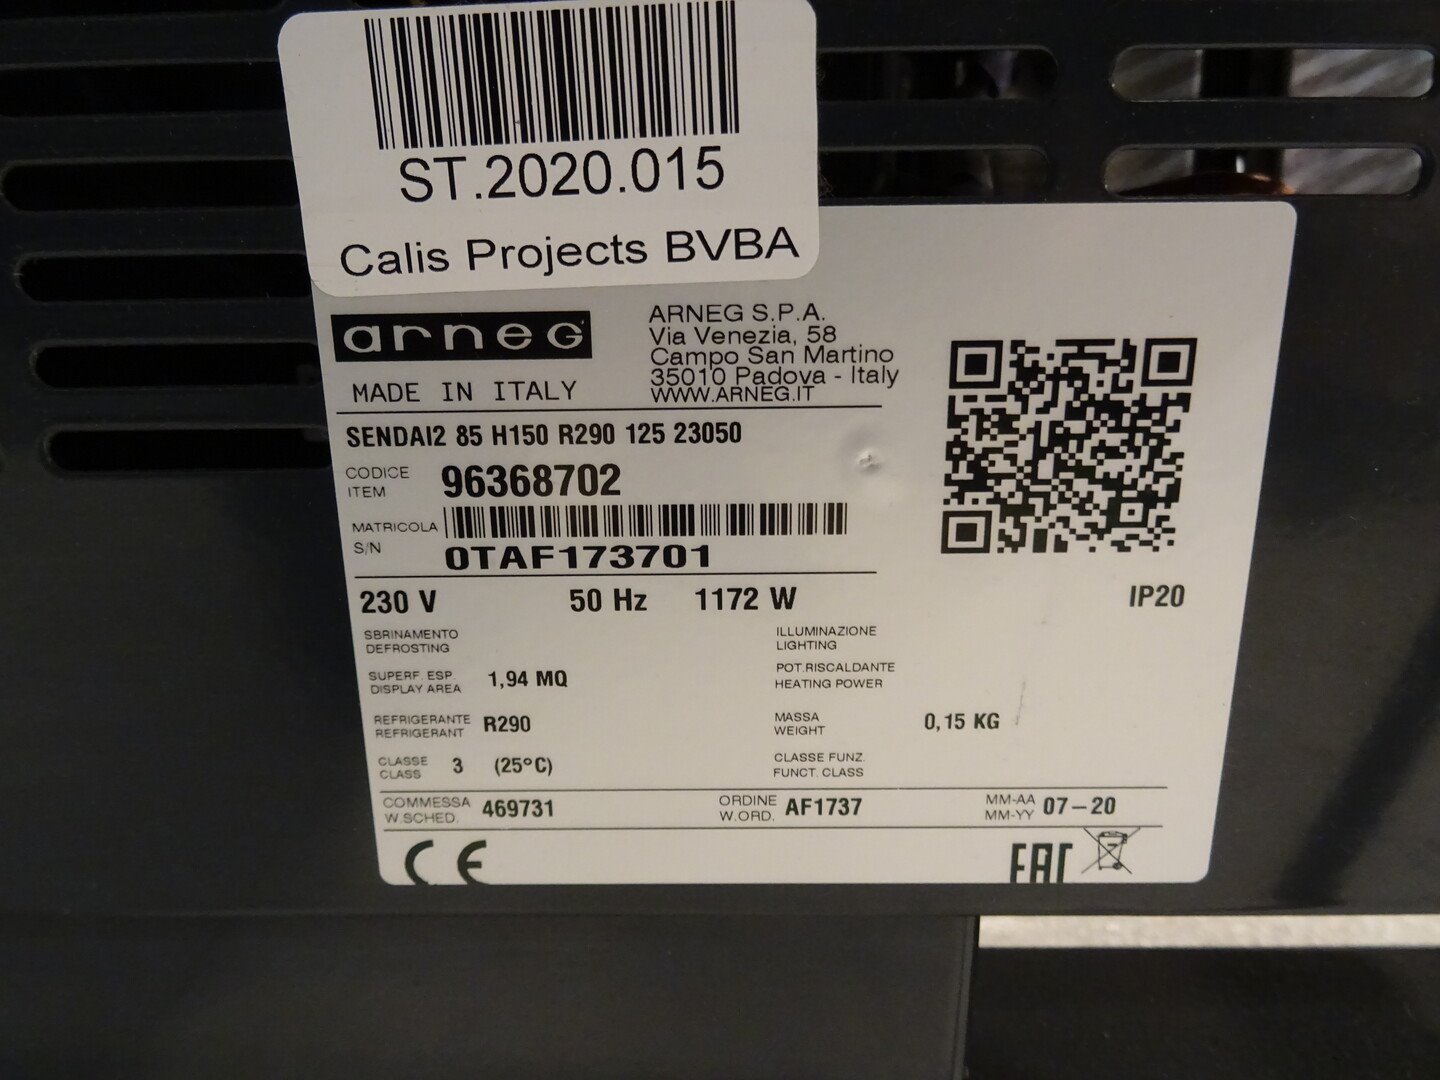 ST.2020.015
Calis Projects BVBA
arneg
MADE IN ITALY
ARNEG S.P.A.
Via Venezia, 58
Campo San Martino
35010 Padova - Italy
WWW.ARNEG.IT
SENDAI2 85 H150 R290 125 23050
CODICE
ITEM
96368702
MATRICOLA
S/N
0TAF173701
230 V 50 Hz 1172 W IP20
SBRINAMENTO
DEFROSTING
ILLUMINAZIONE
LIGHTING
SUPERF. ESP.
DISPLAY AREA
1,94 MQ
POT.RISCALDANTE
HEATING POWER
REFRIGERANTE
REFRIGERANT
R290
MASSA
WEIGHT
0,15 KG
CLASSE
CLASS
3 (25°C)
CLASSE FUNZ.
FUNCT. CLASS
COMMESSA
W.SCHED.
469731
ORDINE
W.ORD.
AF1737
MM-AA
MM-YY
07-20
CE
EAC